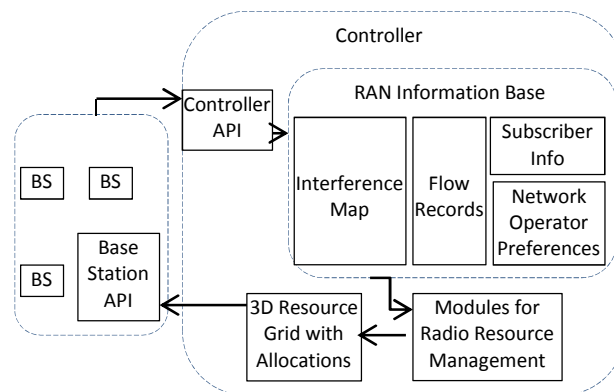 Controller
Controller
API
RAN Information Base
Interference
Map
Flow
Records
Subscriber
Info
Network
Operator
Preferences
BS
BS
BS
Base
Station
API
3D Resource
Grid with
Allocations
Modules for
Radio Resource
Management